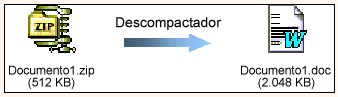 Descompactador
ZIP
Documento1.zip
(512 KB)
W
Documento1.doc
(2.048 KB)